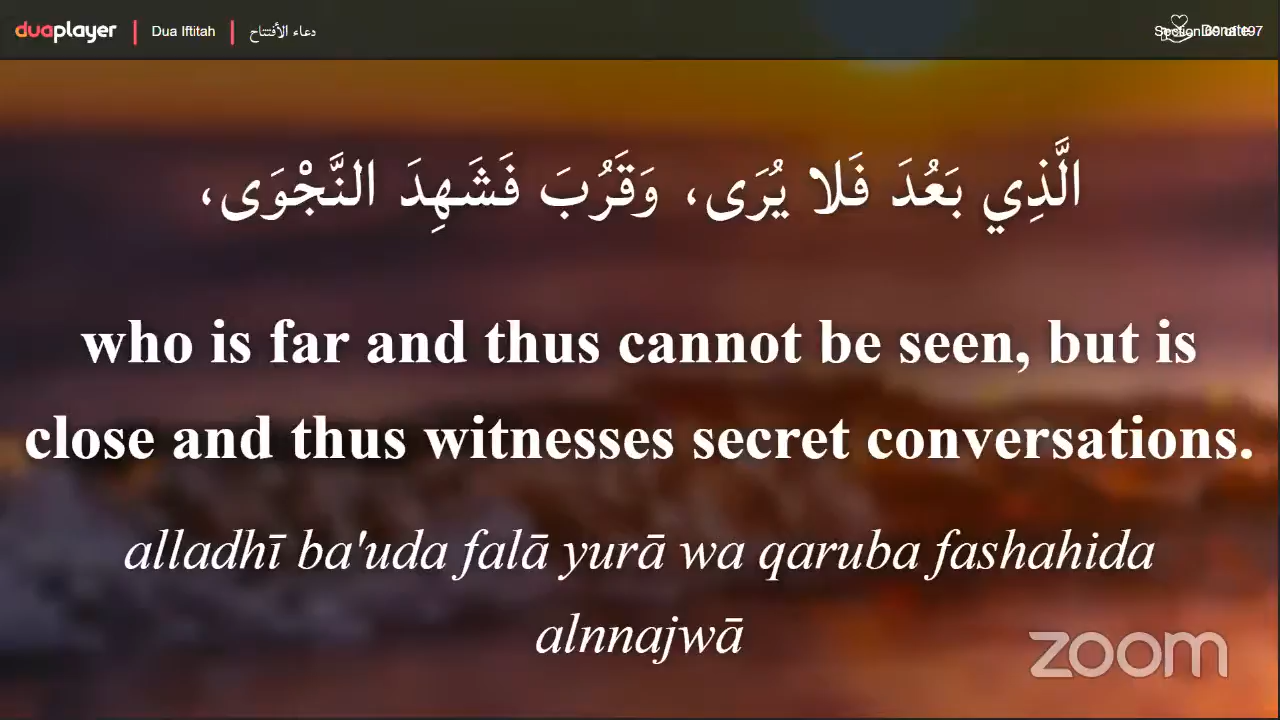 duaplayer | Dua Iftitah | دعاء الأفتتاح
Donate
الَّذِي بَعُدَ فَلا يُرَى، وَقَرُبَ فَشَهِدَ النَّجْوَى،
who is far and thus cannot be seen, but is
close and thus witnesses secret conversations.
alladhī ba'uda falā yurā wa qaruba fashahida
alnnajwā
zoom